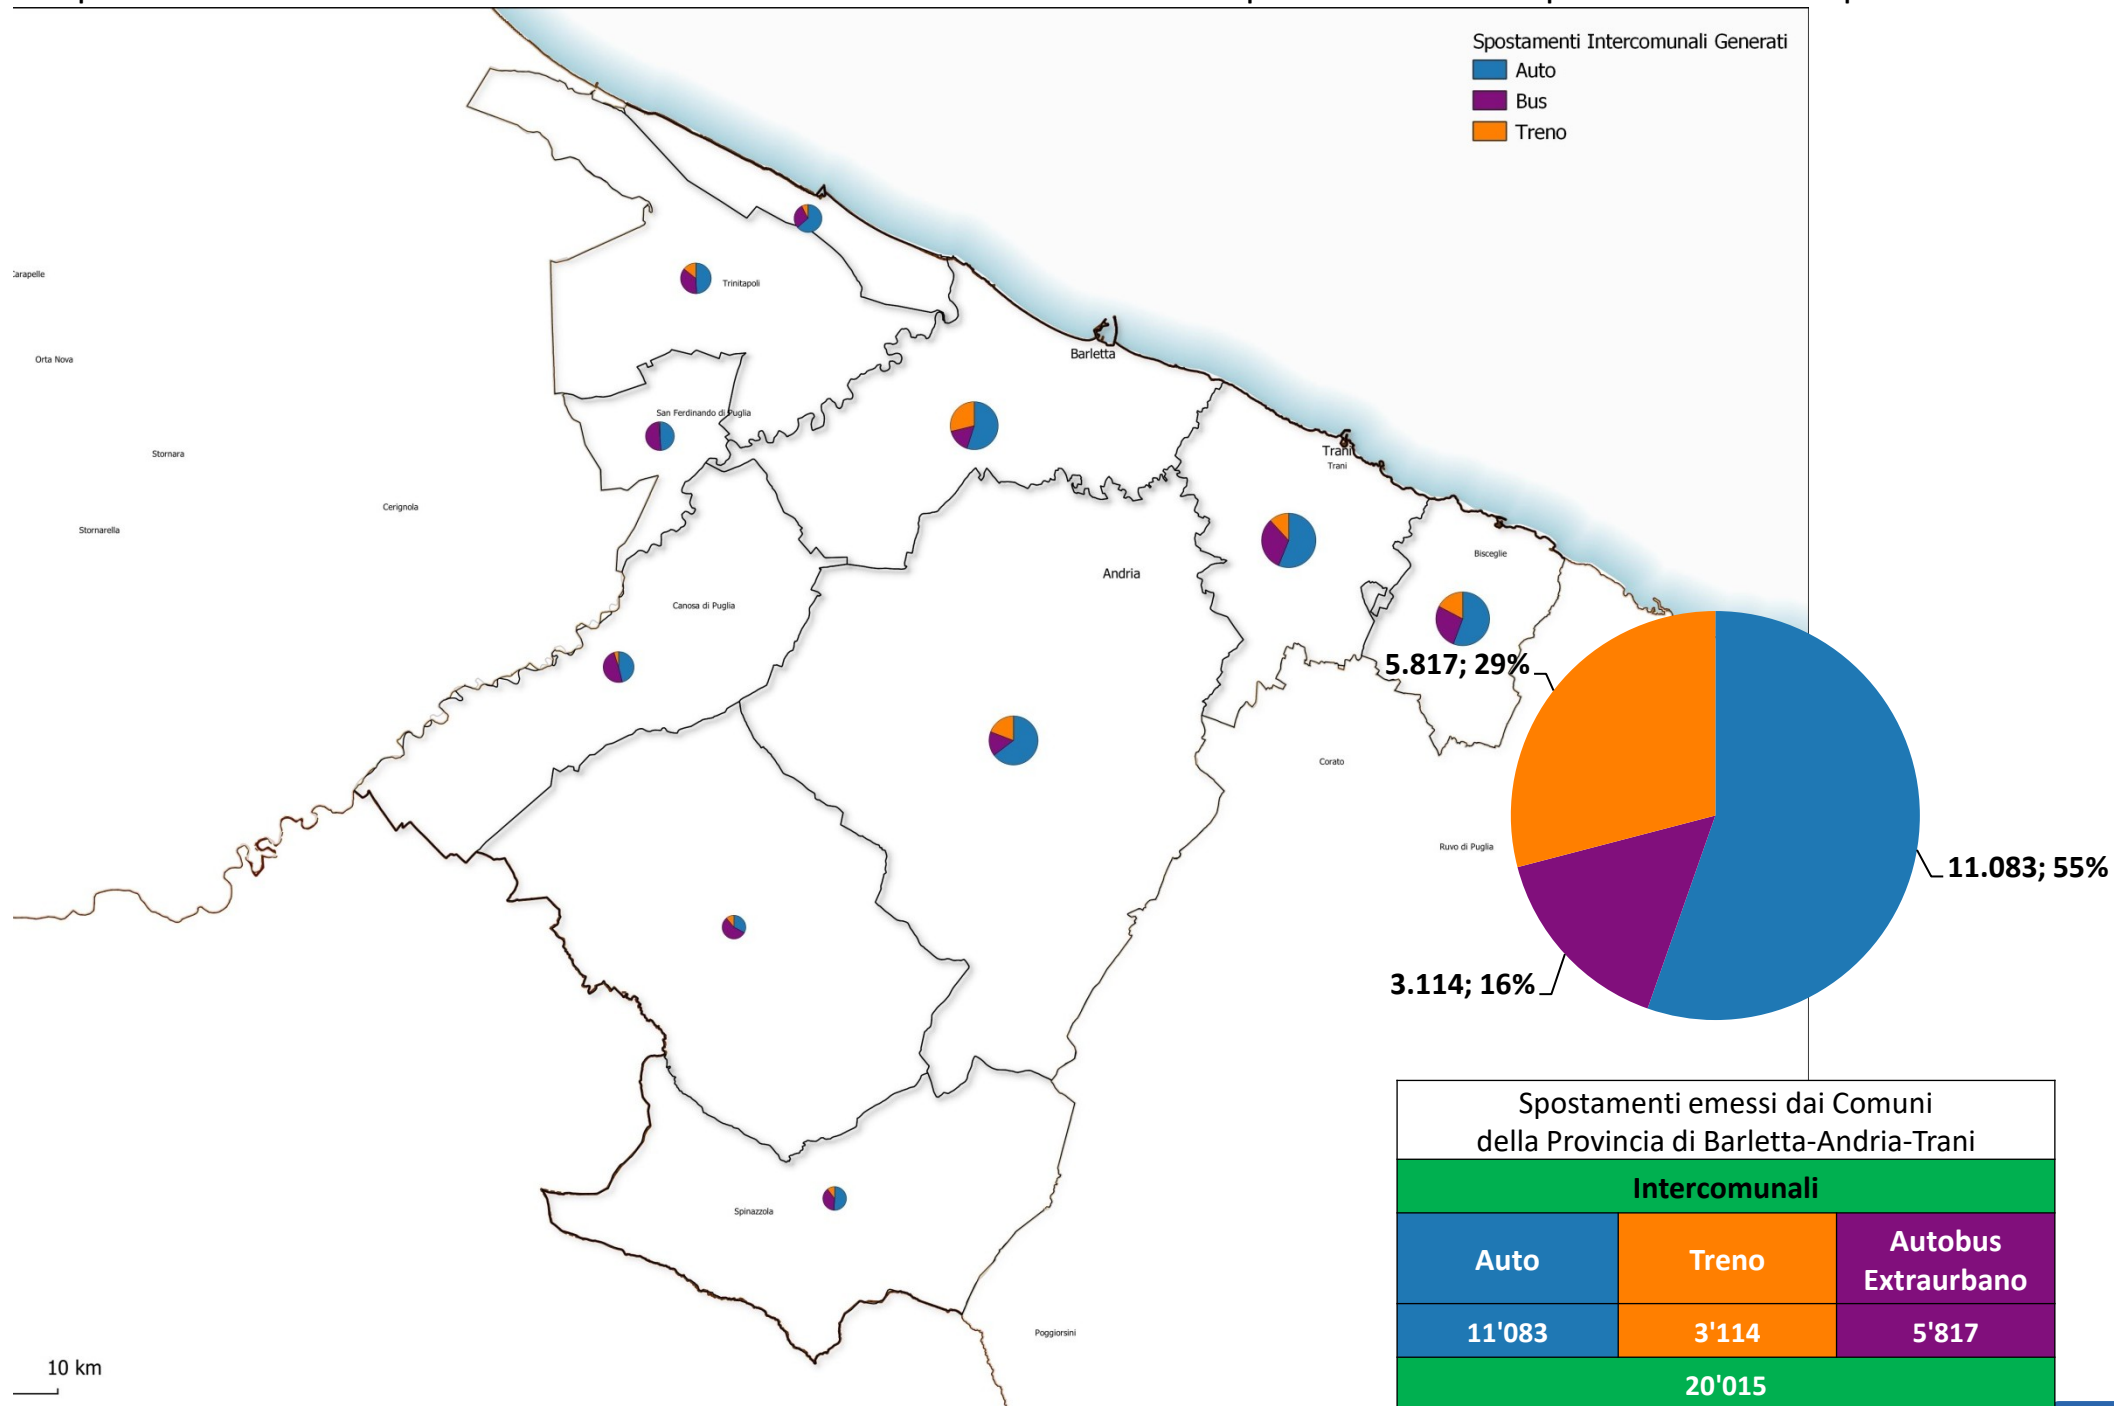 Spostamenti Intercomunali Generati
Auto
Bus
Treno
Carapelle
Trinitapoli
Orta Nova
Barletta
San Ferdinando di Puglia
Stornara
Trani
Trani
Cerignola
Stornarella
Bisceglie
Andria
Canosa di Puglia
5.817; 29%
Corato
Ruvo di Puglia
11.083; 55%
3.114; 16%
Spostamenti emessi dai Comuni
della Provincia di Barletta-Andria-Trani
Intercomunali
Auto
Treno
Autobus
Extraurbano
11'083
3'114
5'817
20'015
Spinazzola
Poggiorsini
10 km